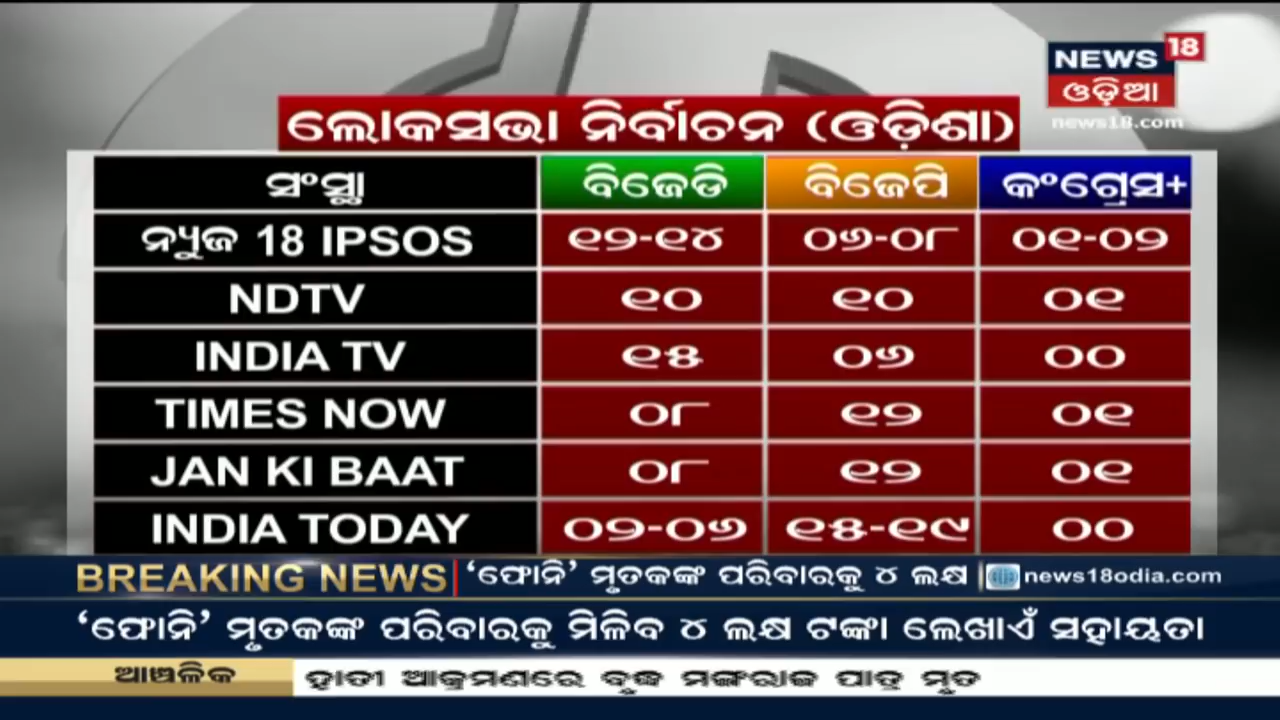 NEWS 18
ଓଡ଼ିଆ
news18.com
ଲୋକସଭା ନିର୍ବାଚନ (ଓଡ଼ିଶା)
ସଂସ୍ଥା ବିଜେଡି ବିଜେପି କଂଗ୍ରେସ+
ନ୍ୟୁଜ 18 IPSOS ୧୨-୧୪ ୦୬-୦୮ ୦୧-୦୨
NDTV ୧୦ ୧୦ ୦୧
INDIA TV ୧୫ ୦୬ ୦୦
TIMES NOW ୦୮ ୧୨ ୦୧
JAN KI BAAT ୦୮ ୧୨ ୦୧
INDIA TODAY ୦୨-୦୬ ୧୫-୧୯ ୦୦
BREAKING NEWS ‘ଫୋନି’ ମୃତକଙ୍କ ପରିବାରକୁ ୪ ଲକ୍ଷ news18odia.com
‘ଫୋନି’ ମୃତକଙ୍କ ପରିବାରକୁ ମିଳିବ ୪ ଲକ୍ଷ ଟଙ୍କା ଲେଖାଏଁ ସହାୟତା
ଆଞ୍ଚଳିକ ହାତୀ ଆକ୍ରମଣରେ ବୃଦ୍ଧ ମଙ୍ଗରାଜ ପାତ୍ର ମୃତ